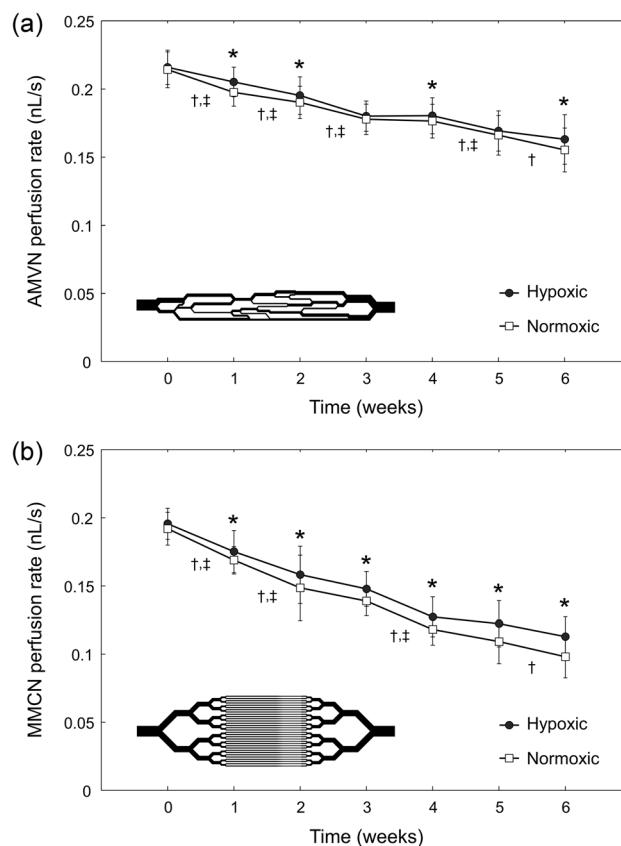 (a)
0.25
0.2
0.15
0.1
0.05
0
AMVN perfusion rate (nL/s)
* * * *
†,‡ †,‡ †,‡ †,‡ †
Hypoxic
Normoxic
0 1 2 3 4 5 6
Time (weeks)
(b)
0.25
0.2
0.15
0.1
0.05
0
MMCN perfusion rate (nL/s)
* * * * * *
†,‡ †,‡ †,‡ †
Hypoxic
Normoxic
0 1 2 3 4 5 6
Time (weeks)